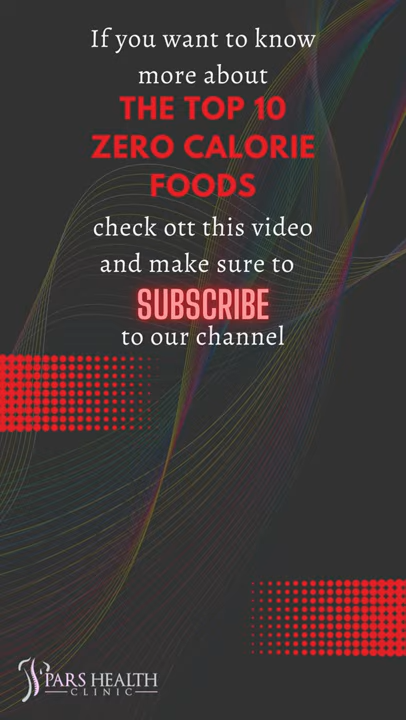 If you want to know
more about
THE TOP 10
ZERO CALORIE
FOODS
check ott this video
and make sure to
SUBSCRIBE
to our channel
PARS HEALTH
CLINIC